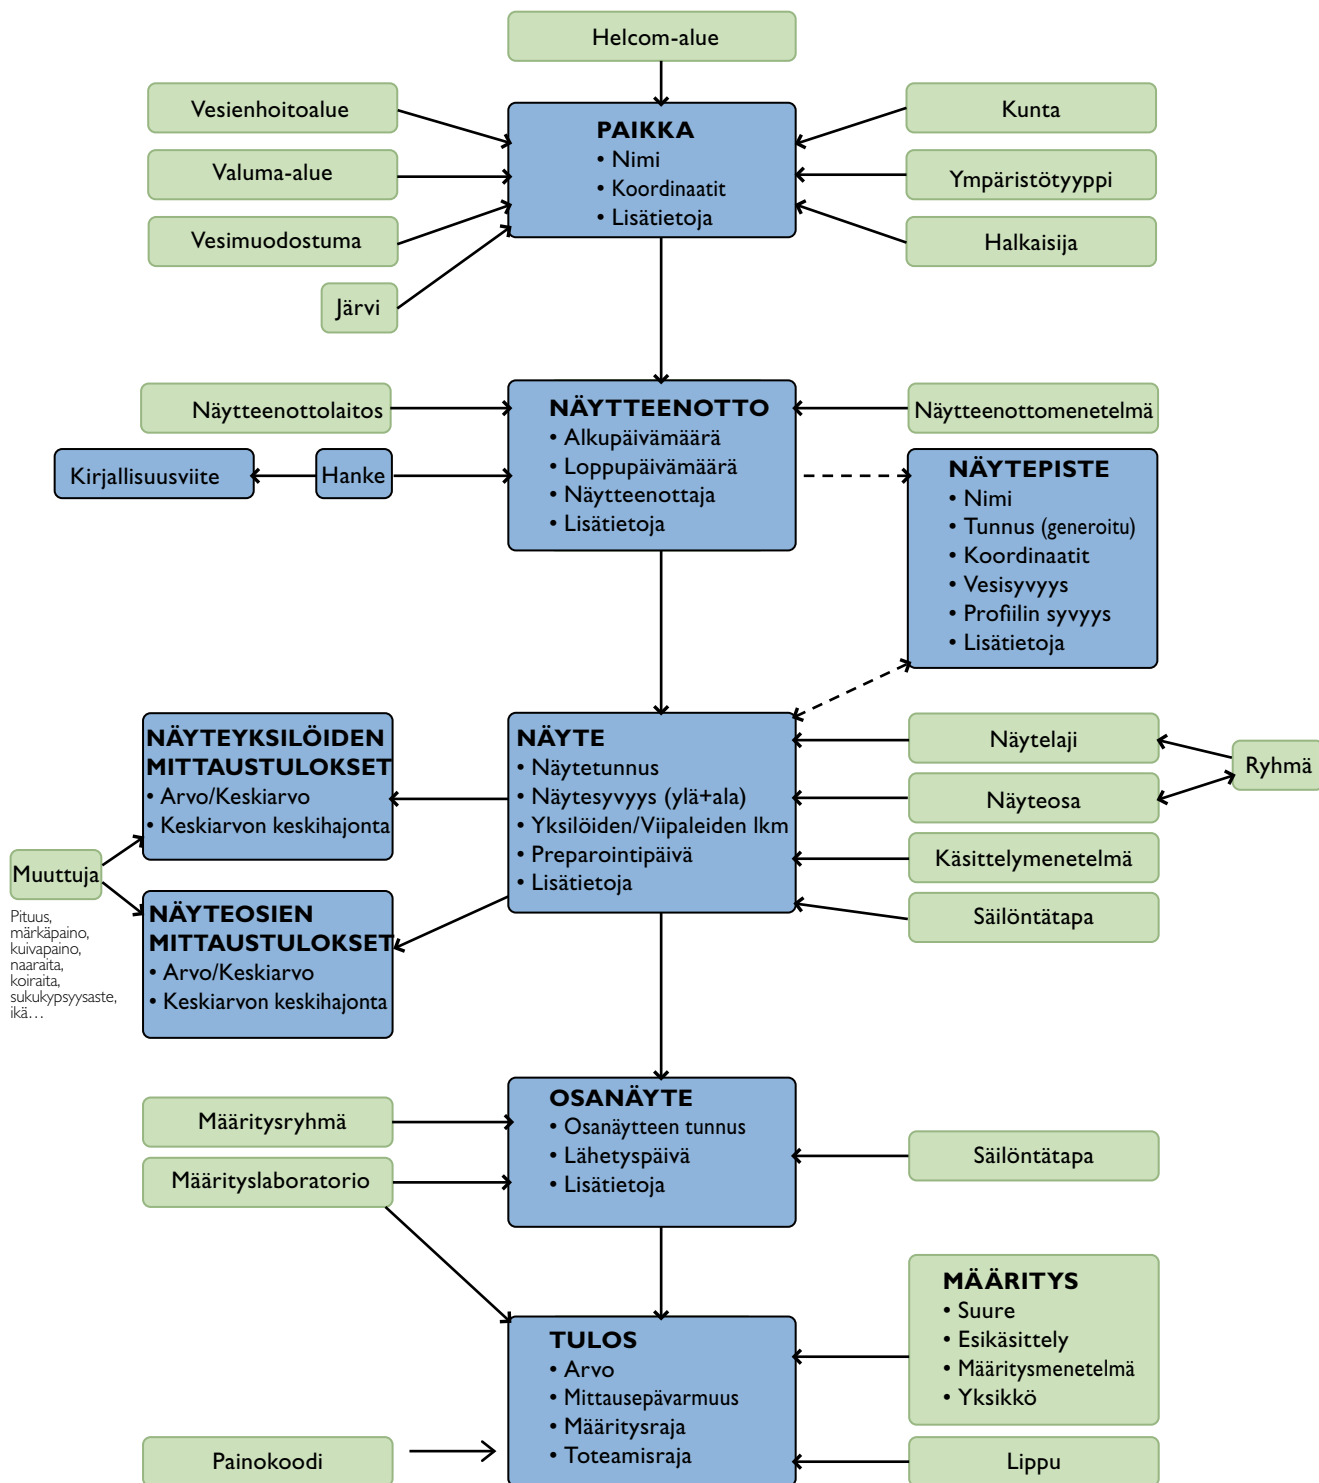 Helcom-alue
Vesienhoitoalue
Valuma-alue
Vesimuodostuma
Järvi
PAIKKA
• Nimi
• Koordinaatit
• Lisätietoja
Kunta
Ympäristötyyppi
Halkaisija
Näytteenottolaitos
Kirjallisuusviite
Hanke
NÄYTTEENOTTO
• Alkupäivämäärä
• Loppupäivämäärä
• Näytteenottaja
• Lisätietoja
Näytteenottomenetelmä
NÄYTEPISTE
• Nimi
• Tunnus (generoitu)
• Koordinaatit
• Vesisyvyys
• Profiilin syvyys
• Lisätietoja
NÄYTEYKSILÖIDEN
MITTAUSTULOKSET
• Arvo/Keskiarvo
• Keskiarvon keskihajonta
Muuttuja
Pituus,
märkäpaino,
kuivapaino,
naaraita,
koiraita,
sukukypsyysaste,
ikä…
NÄYTEOSIEN
MITTAUSTULOKSET
• Arvo/Keskiarvo
• Keskiarvon keskihajonta
NÄYTE
• Näytetunnus
• Näytesyvyys (ylä+ala)
• Yksilöiden/Viipaleiden lkm
• Preparointipäivä
• Lisätietoja
Näytelaji
Näyteosa
Ryhmä
Käsittelymenetelmä
Säilöntätapa
Määritysryhmä
Määrityslaboratorio
OSANÄYTE
• Osanäytteen tunnus
• Lähetyspäivä
• Lisätietoja
Säilöntätapa
TULOS
• Arvo
• Mittausepävarmuus
• Määritysraja
• Toteamisraja
MÄÄRITYS
• Suure
• Esikäsittely
• Määritysmenetelmä
• Yksikkö
Painokoodi
Lippu